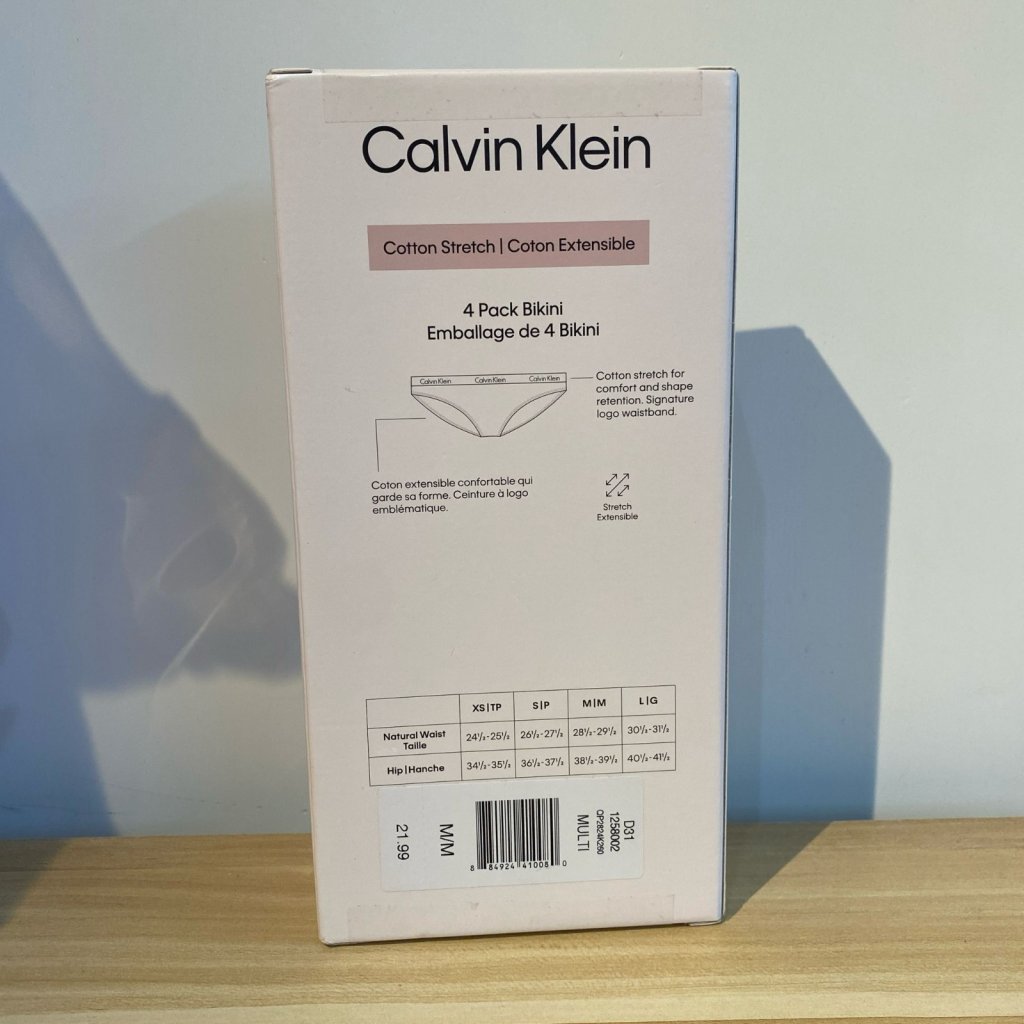 Calvin Klein
Cotton Stretch | Coton Extensible
4 Pack Bikini
Emballage de 4 Bikini
Calvin Klein Calvin Klein Calvin Klein
Cotton stretch for
comfort and shape
retention. Signature
logo waistband.
Coton extensible confortable qui
garde sa forme. Ceinture à logo
emblématique.
Stretch
Extensible
XS|TP S|P M|M L|G
Natural Waist
Taille
24½-25½ 26½-27½ 28½-29½ 30½-31½
Hip|Hanche 34½-35½ 36½-37½ 38½-39½ 40½-41½
D31
1258002
QP2824K260
MULTI
8 84924 41008 0
M/M
21.99